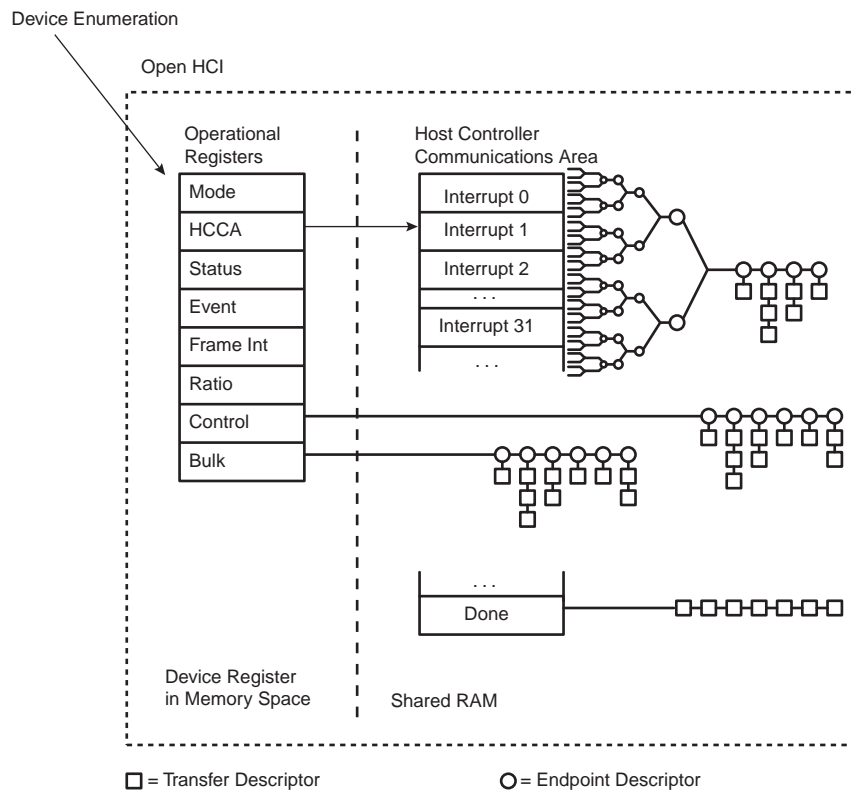 Device Enumeration
Open HCI
Operational
Registers
Mode
HCCA
Status
Event
Frame Int
Ratio
Control
Bulk
Host Controller
Communications Area
Interrupt 0
Interrupt 1
Interrupt 2
. . .
Interrupt 31
. . .
. . .
Done
Device Register
in Memory Space
Shared RAM
= Transfer Descriptor
= Endpoint Descriptor